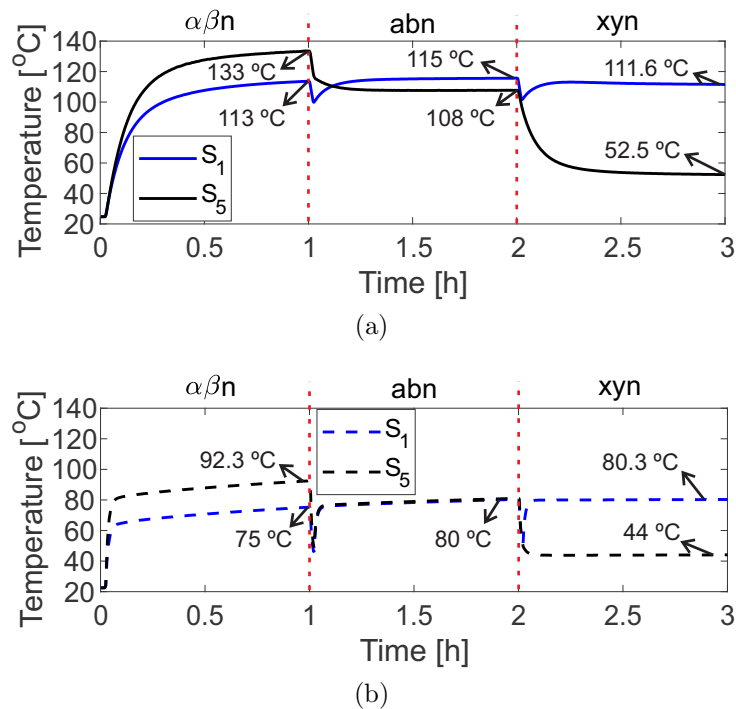 αβn abn xyn
Temperature [ºC]
140
120
100
80
60
40
20
133 ºC
113 ºC
115 ºC
108 ºC
111.6 ºC
52.5 ºC
S1
S5
0 0.5 1 1.5 2 2.5 3
Time [h]
(a)
αβn abn xyn
Temperature [ºC]
140
120
100
80
60
40
20
S1
S5
92.3 ºC
75 ºC
80 ºC
80.3 ºC
44 ºC
0 0.5 1 1.5 2 2.5 3
Time [h]
(b)